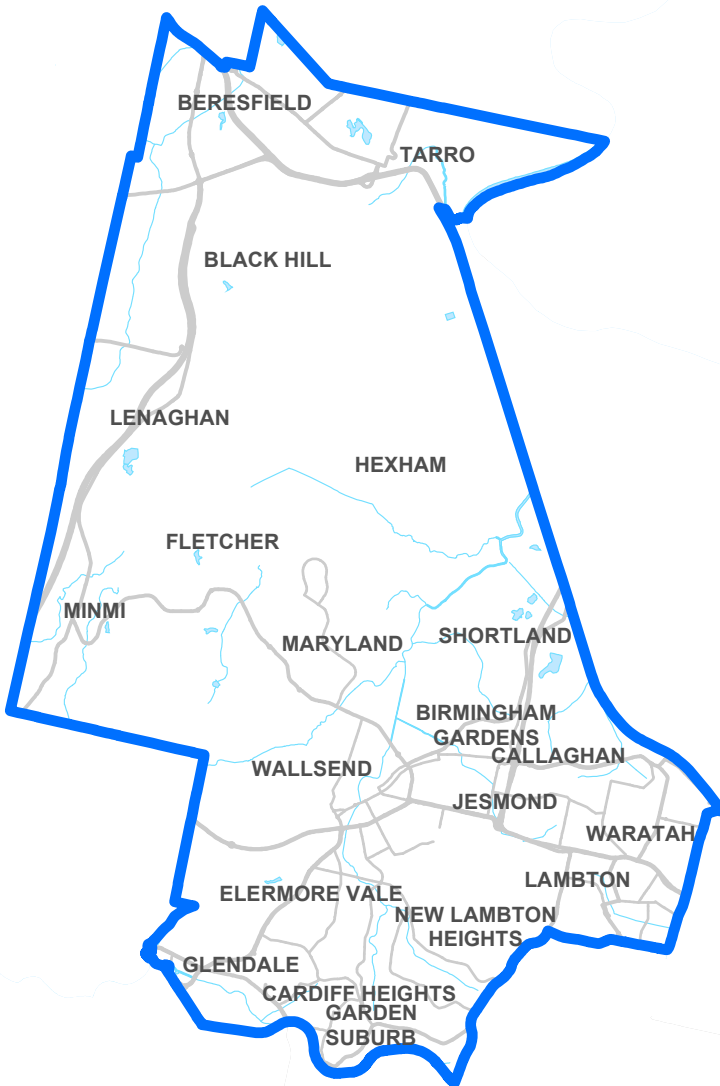 BERESFIELD
TARRO
BLACK HILL
LENAGHAN
HEXHAM
FLETCHER
MINMI
MARYLAND
SHORTLAND
BIRMINGHAM
GARDENS
CALLAGHAN
WALLSEND
JESMOND
WARATAH
LAMBTON
ELERMORE VALE
NEW LAMBTON
HEIGHTS
GLENDALE
CARDIFF HEIGHTS
GARDEN
SUBURB